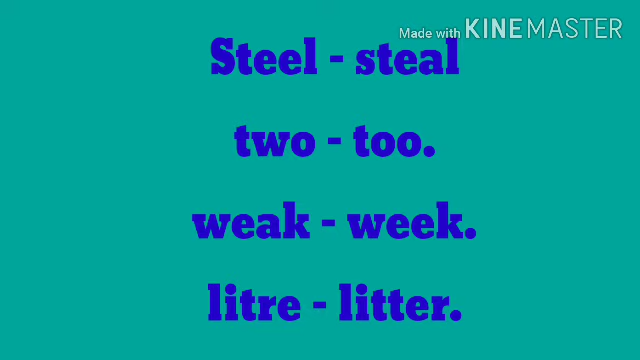 Made with KINEMASTER
Steel - steal
two - too.
weak - week.
litre - litter.